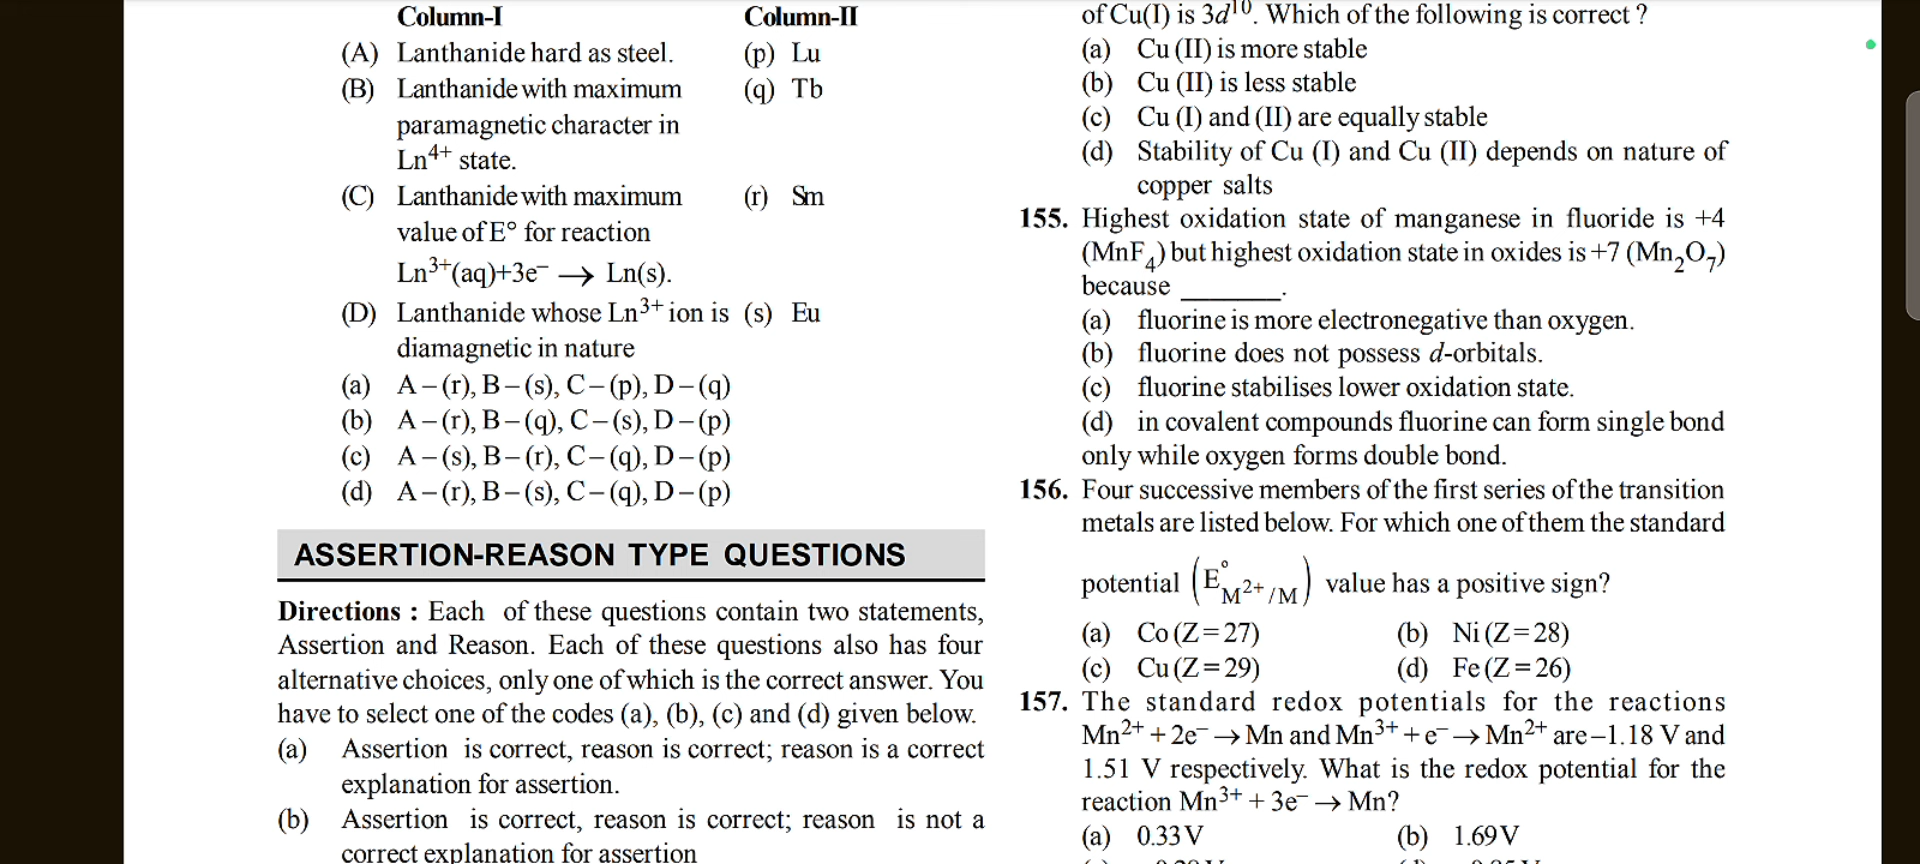 Column-I Column-II
(A) Lanthanide hard as steel. (p) Lu
(B) Lanthanide with maximum (q) Tb
paramagnetic character in
Ln⁴⁺ state.
(C) Lanthanide with maximum (r) Sm
value of E° for reaction
Ln³⁺(aq)+3e⁻ → Ln(s).
(D) Lanthanide whose Ln³⁺ ion is (s) Eu
diamagnetic in nature
(a) A – (r), B – (s), C – (p), D – (q)
(b) A – (r), B – (q), C – (s), D – (p)
(c) A – (s), B – (r), C – (q), D – (p)
(d) A – (r), B – (s), C – (q), D – (p)
ASSERTION-REASON TYPE QUESTIONS
Directions : Each of these questions contain two statements,
Assertion and Reason. Each of these questions also has four
alternative choices, only one of which is the correct answer. You
have to select one of the codes (a), (b), (c) and (d) given below.
(a) Assertion is correct, reason is correct; reason is a correct
explanation for assertion.
(b) Assertion is correct, reason is correct; reason is not a
correct explanation for assertion
of Cu(I) is 3d¹⁰. Which of the following is correct ?
(a) Cu (II) is more stable
(b) Cu (II) is less stable
(c) Cu (I) and (II) are equally stable
(d) Stability of Cu (I) and Cu (II) depends on nature of
copper salts
155. Highest oxidation state of manganese in fluoride is +4
(MnF₄) but highest oxidation state in oxides is +7 (Mn₂O₇)
because _______.
(a) fluorine is more electronegative than oxygen.
(b) fluorine does not possess d-orbitals.
(c) fluorine stabilises lower oxidation state.
(d) in covalent compounds fluorine can form single bond
only while oxygen forms double bond.
156. Four successive members of the first series of the transition
metals are listed below. For which one of them the standard
potential (E°M²⁺/M) value has a positive sign?
(a) Co (Z = 27) (b) Ni (Z = 28)
(c) Cu (Z = 29) (d) Fe (Z = 26)
157. The standard redox potentials for the reactions
Mn²⁺ + 2e⁻ → Mn and Mn³⁺ + e⁻ → Mn²⁺ are –1.18 V and
1.51 V respectively. What is the redox potential for the
reaction Mn³⁺ + 3e⁻ → Mn?
(a) 0.33 V (b) 1.69 V